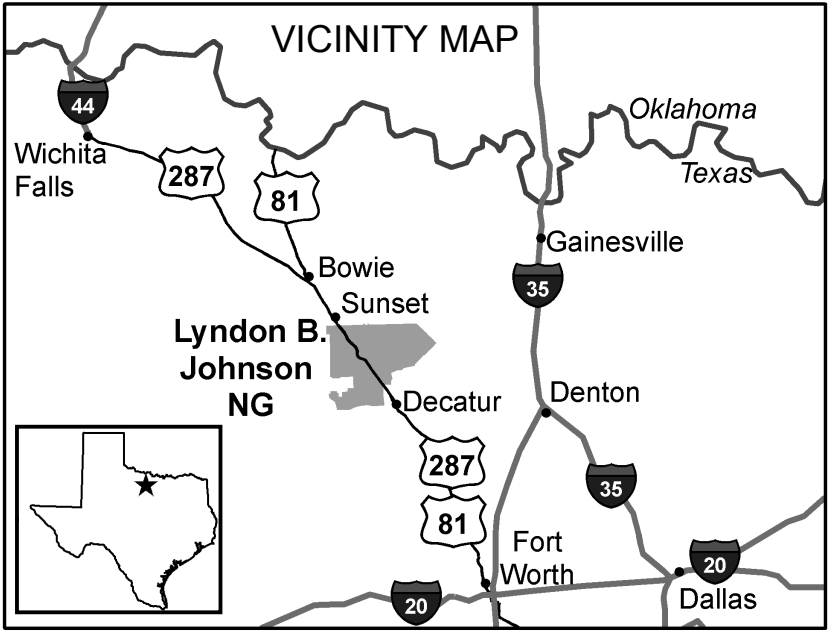 VICINITY MAP
44
Oklahoma
Wichita
Falls
287
Texas
81
Gainesville
Bowie
35
Sunset
Lyndon B.
Johnson
NG
Denton
Decatur
287
35
81
Fort
Worth
20
20
Dallas